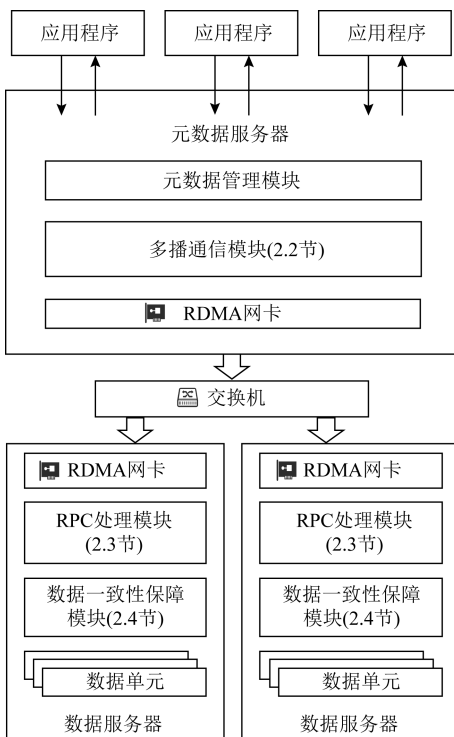 应用程序 应用程序 应用程序
元数据服务器
元数据管理模块
多播通信模块(2.2节)
RDMA网卡
交换机
RDMA网卡
RPC处理模块
(2.3节)
数据一致性保障
模块(2.4节)
数据单元
数据服务器
RDMA网卡
RPC处理模块
(2.3节)
数据一致性保障
模块(2.4节)
数据单元
数据服务器